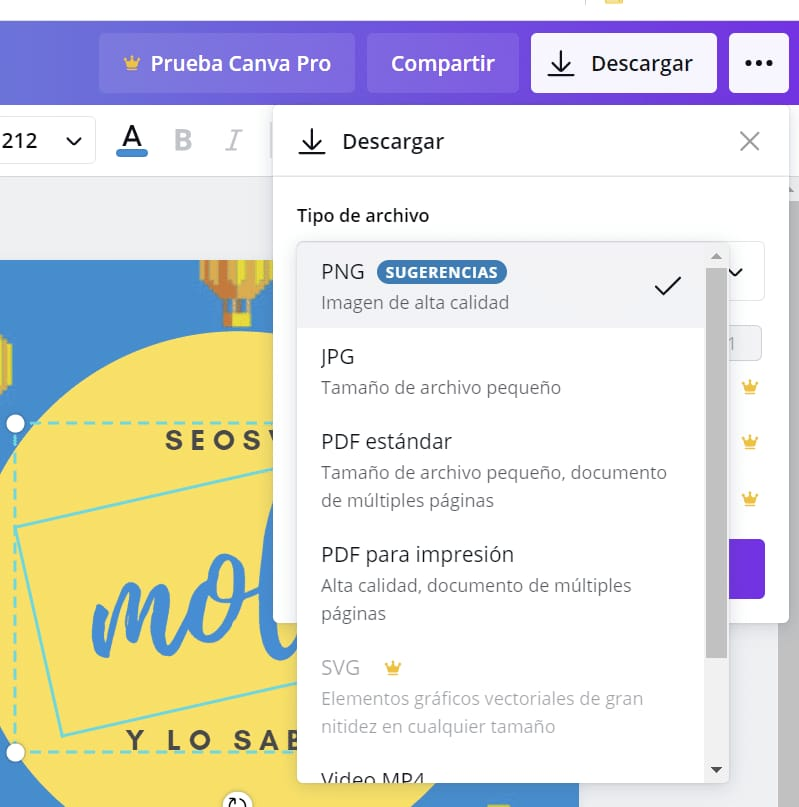 Prueba Canva Pro
Compartir
Descargar
212
A
B
I
Descargar
Tipo de archivo
PNG SUGERENCIAS
Imagen de alta calidad
1
JPG
Tamaño de archivo pequeño
PDF estándar
Tamaño de archivo pequeño, documento
de múltiples páginas
PDF para impresión
Alta calidad, documento de múltiples
páginas
SVG
Elementos gráficos vectoriales de gran
nitidez en cualquier tamaño
Video MP4
SEOS
mol
Y LO SAB